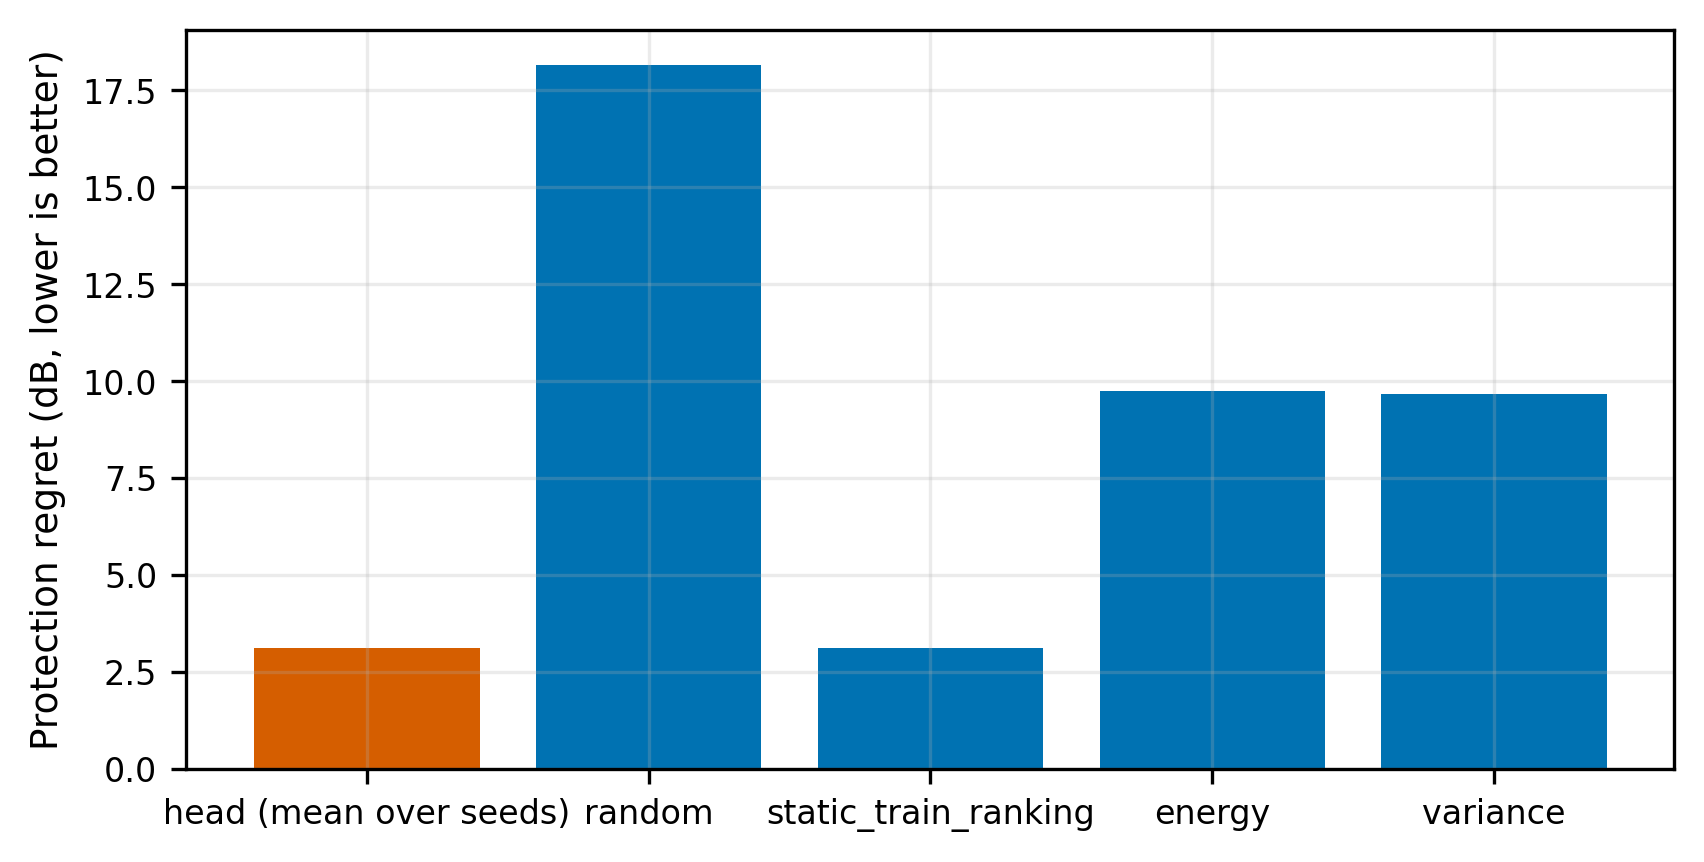 Protection regret (dB, lower is better)
17.5
15.0
12.5
10.0
7.5
5.0
2.5
0.0
head (mean over seeds)
random
static_train_ranking
energy
variance